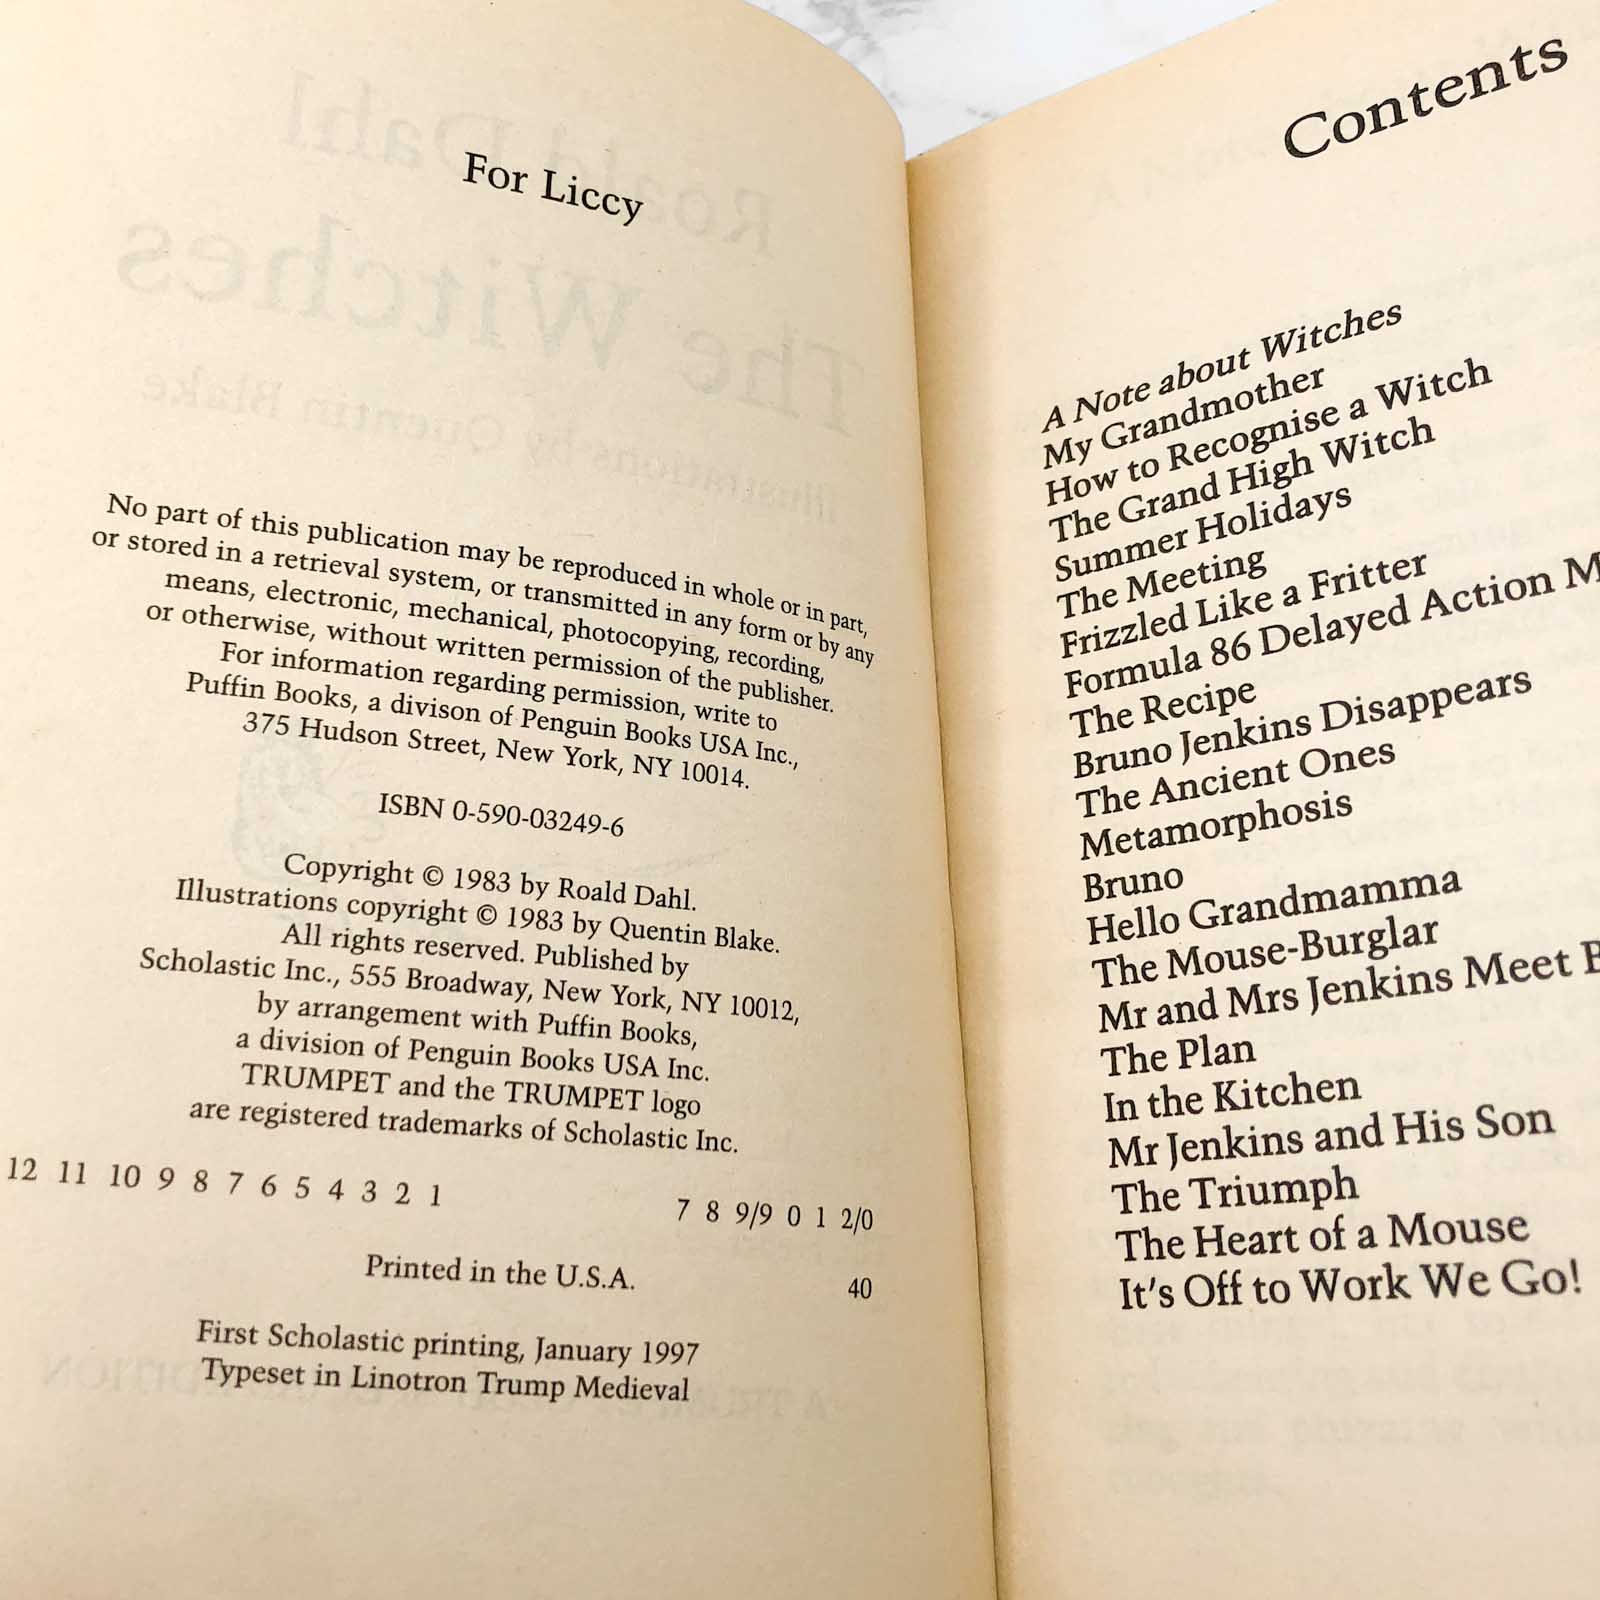 For Liccy
No part of this publication may be reproduced in whole or in part,
or stored in a retrieval system, or transmitted in any form or by any
means, electronic, mechanical, photocopying, recording,
or otherwise, without written permission of the publisher.
For information regarding permission, write to
Puffin Books, a divison of Penguin Books USA Inc.,
375 Hudson Street, New York, NY 10014.
ISBN 0-590-03249-6
Copyright © 1983 by Roald Dahl.
Illustrations copyright © 1983 by Quentin Blake.
All rights reserved. Published by
Scholastic Inc., 555 Broadway, New York, NY 10012,
by arrangement with Puffin Books,
a division of Penguin Books USA Inc.
TRUMPET and the TRUMPET logo
are registered trademarks of Scholastic Inc.
12 11 10 9 8 7 6 5 4 3 2 1 7 8 9/9 0 1 2/0
Printed in the U.S.A. 40
First Scholastic printing, January 1997
Typeset in Linotron Trump Medieval
Contents
A Note about Witches
My Grandmother
How to Recognise a Witch
The Grand High Witch
Summer Holidays
The Meeting
Frizzled Like a Fritter
Formula 86 Delayed Action M
The Recipe
Bruno Jenkins Disappears
The Ancient Ones
Metamorphosis
Bruno
Hello Grandmamma
The Mouse-Burglar
Mr and Mrs Jenkins Meet B
The Plan
In the Kitchen
Mr Jenkins and His Son
The Triumph
The Heart of a Mouse
It's Off to Work We Go!